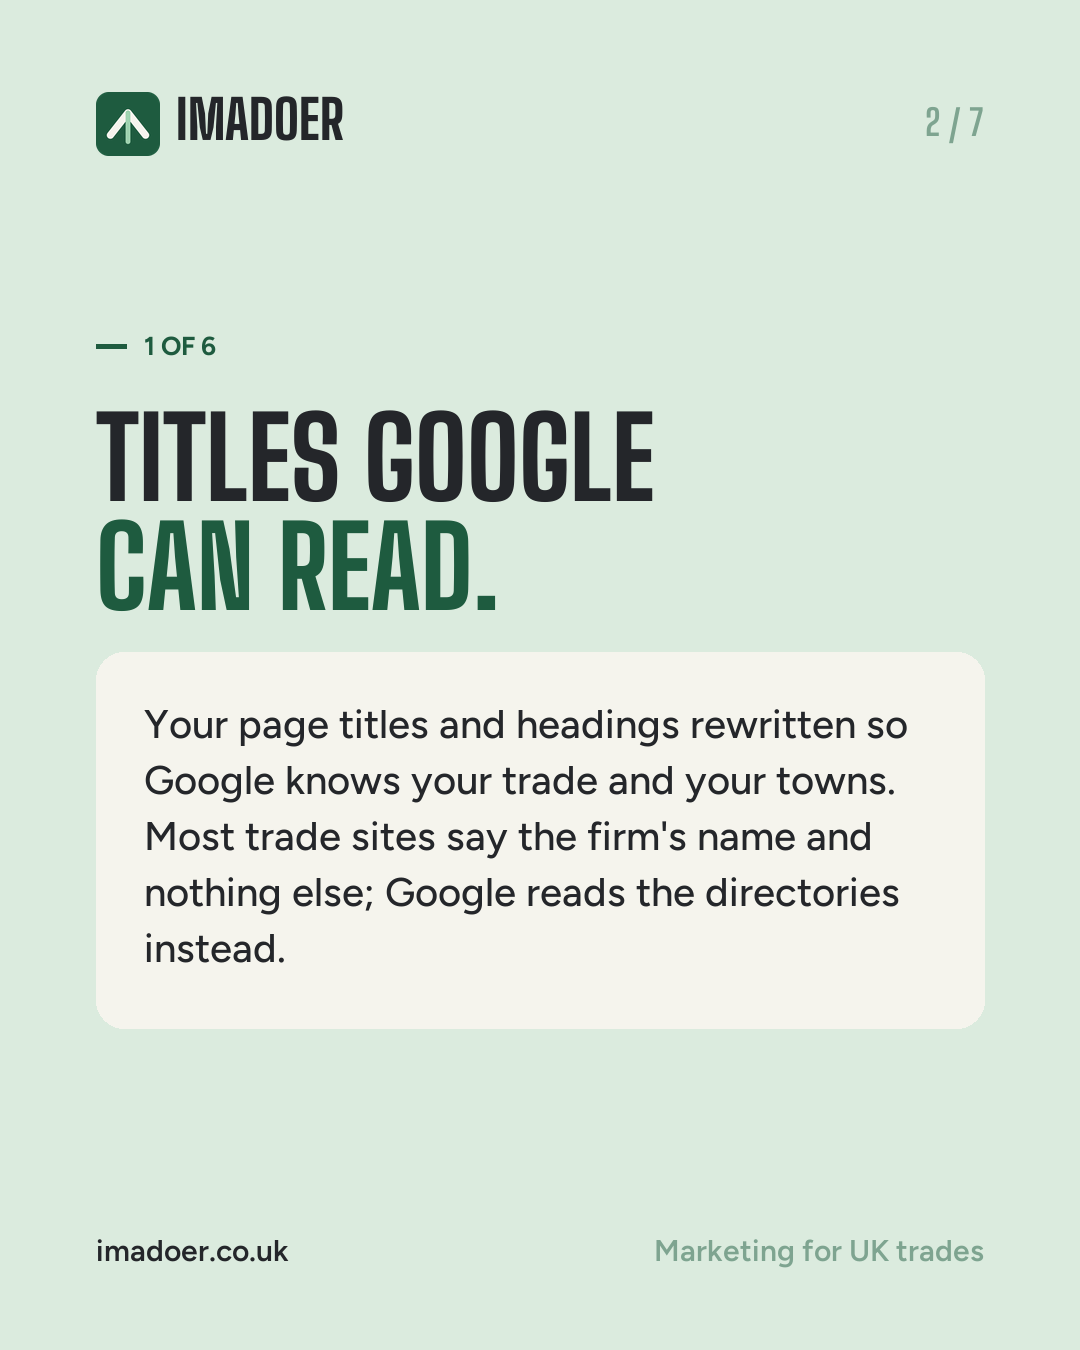 IMADOER
2 / 7
1 OF 6
TITLES GOOGLE
CAN READ.
Your page titles and headings rewritten so
Google knows your trade and your towns.
Most trade sites say the firm's name and
nothing else; Google reads the directories
instead.
imadoer.co.uk
Marketing for UK trades